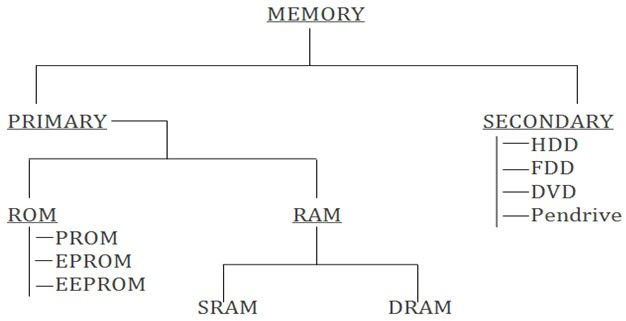 MEMORY
PRIMARY
SECONDARY
HDD
FDD
DVD
Pendrive
ROM
RAM
PROM
EPROM
EEPROM
SRAM
DRAM